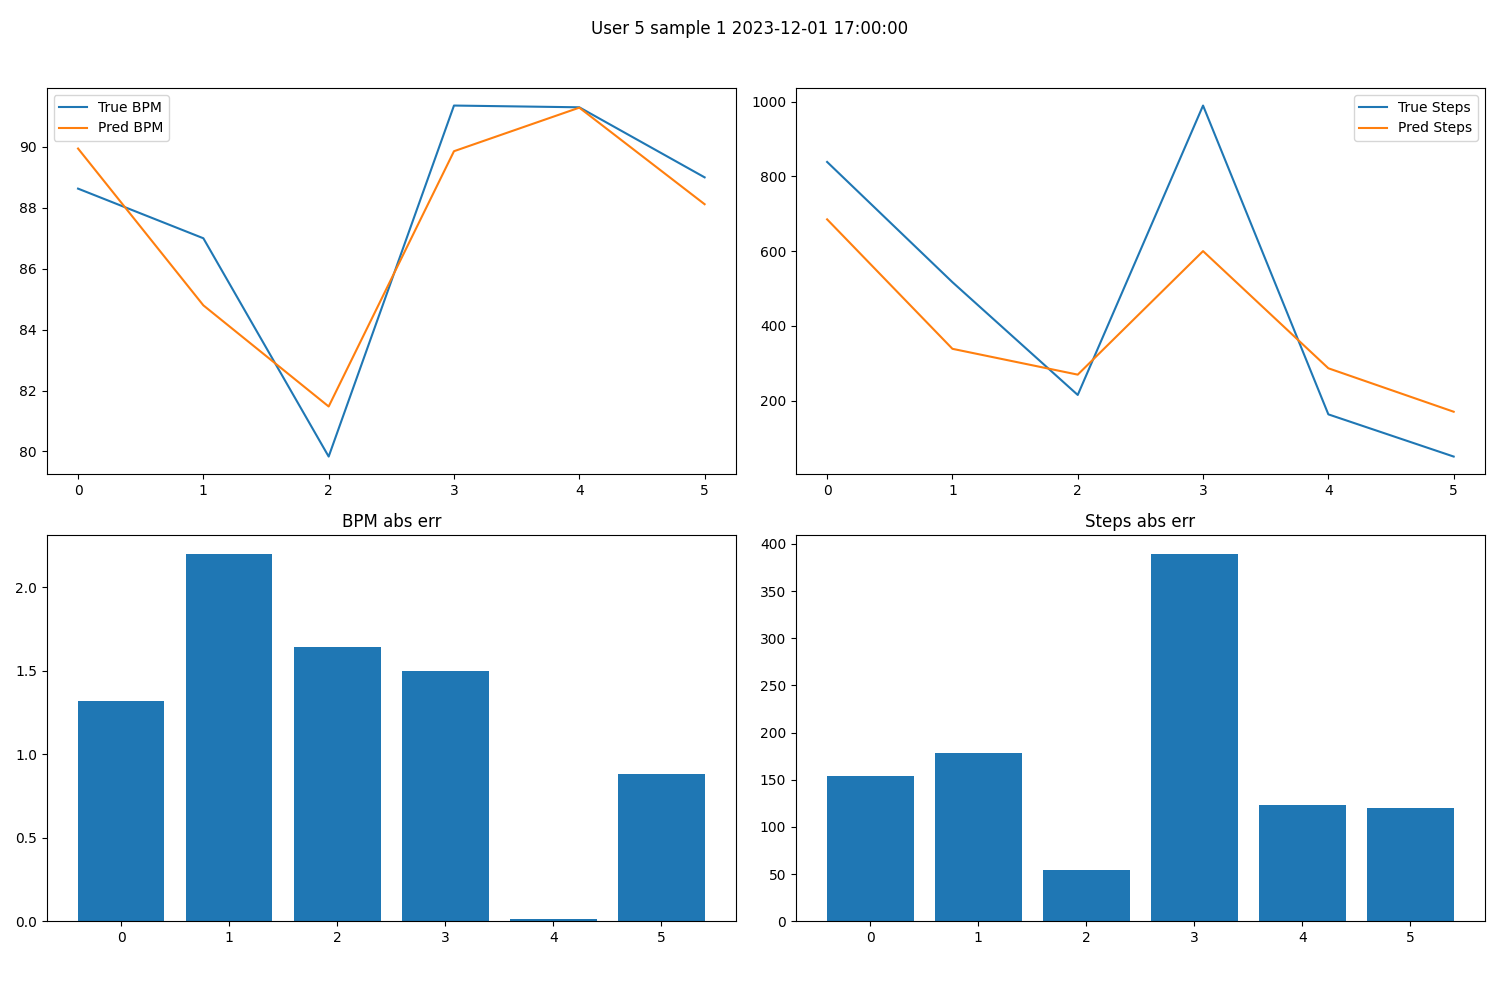 User 5 sample 1 2023-12-01 17:00:00
True BPM
Pred BPM
90
88
86
84
82
80
0 1 2 3 4 5
True Steps
Pred Steps
1000
800
600
400
200
0 1 2 3 4 5
BPM abs err
2.0
1.5
1.0
0.5
0.0
0 1 2 3 4 5
Steps abs err
400
350
300
250
200
150
100
50
0
0 1 2 3 4 5